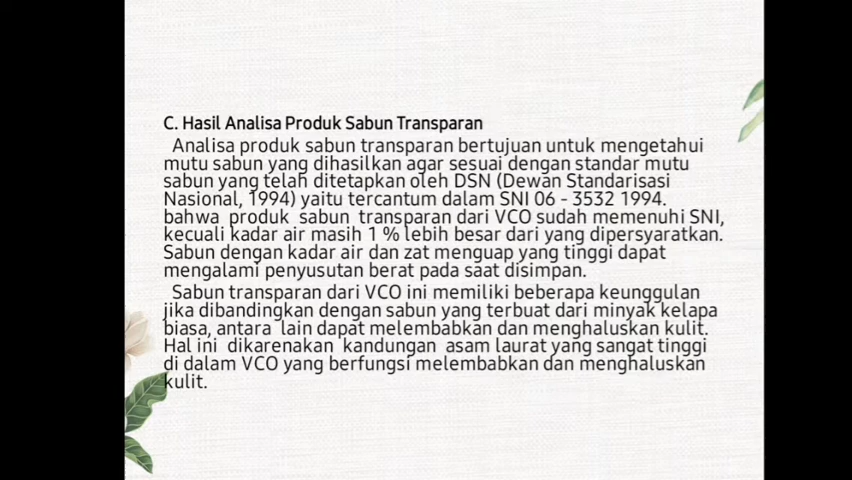 C. Hasil Analisa Produk Sabun Transparan
Analisa produk sabun transparan bertujuan untuk mengetahui
mutu sabun yang dihasilkan agar sesuai dengan standar mutu
sabun yang telah ditetapkan oleh DSN (Dewan Standarisasi
Nasional, 1994) yaitu tercantum dalam SNI 06 - 3532 1994.
bahwa produk sabun transparan dari VCO sudah memenuhi SNI,
kecuali kadar air masih 1 % lebih besar dari yang dipersyaratkan.
Sabun dengan kadar air dan zat menguap yang tinggi dapat
mengalami penyusutan berat pada saat disimpan.
Sabun transparan dari VCO ini memiliki beberapa keunggulan
jika dibandingkan dengan sabun yang terbuat dari minyak kelapa
biasa, antara lain dapat melembabkan dan menghaluskan kulit.
Hal ini dikarenakan kandungan asam laurat yang sangat tinggi
di dalam VCO yang berfungsi melembabkan dan menghaluskan
kulit.